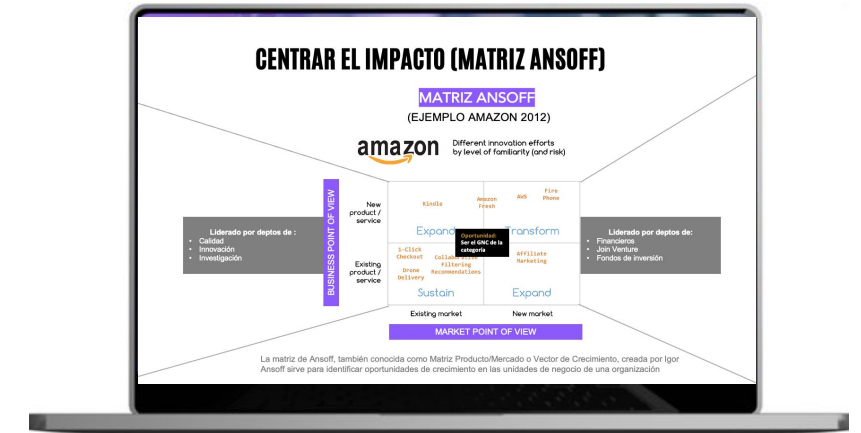 CENTRAR EL IMPACTO (MATRIZ ANSOFF)
MATRIZ ANSOFF
(EJEMPLO AMAZON 2012)
amazon
Different innovation efforts
by level of familiarity (and risk)
BUSINESS POINT OF VIEW
New
product /
service
Kindle
Amazon
Fresh
AWS
Fire
Phone
Expand
Transform
Oportunidad:
Ser el GNC de la
categoría
Liderado por deptos de :
• Calidad
• Innovación
• Investigación
Liderado por deptos de:
• Financieros
• Join Venture
• Fondos de inversión
Existing
product /
service
1-Click
Checkout
Filtering
Recommendations
Drone
Delivery
Affiliate
Marketing
Sustain
Expand
Existing market
New market
MARKET POINT OF VIEW
La matriz de Ansoff, también conocida como Matriz Producto/Mercado o Vector de Crecimiento, creada por Igor
Ansoff sirve para identificar oportunidades de crecimiento en las unidades de negocio de una organización